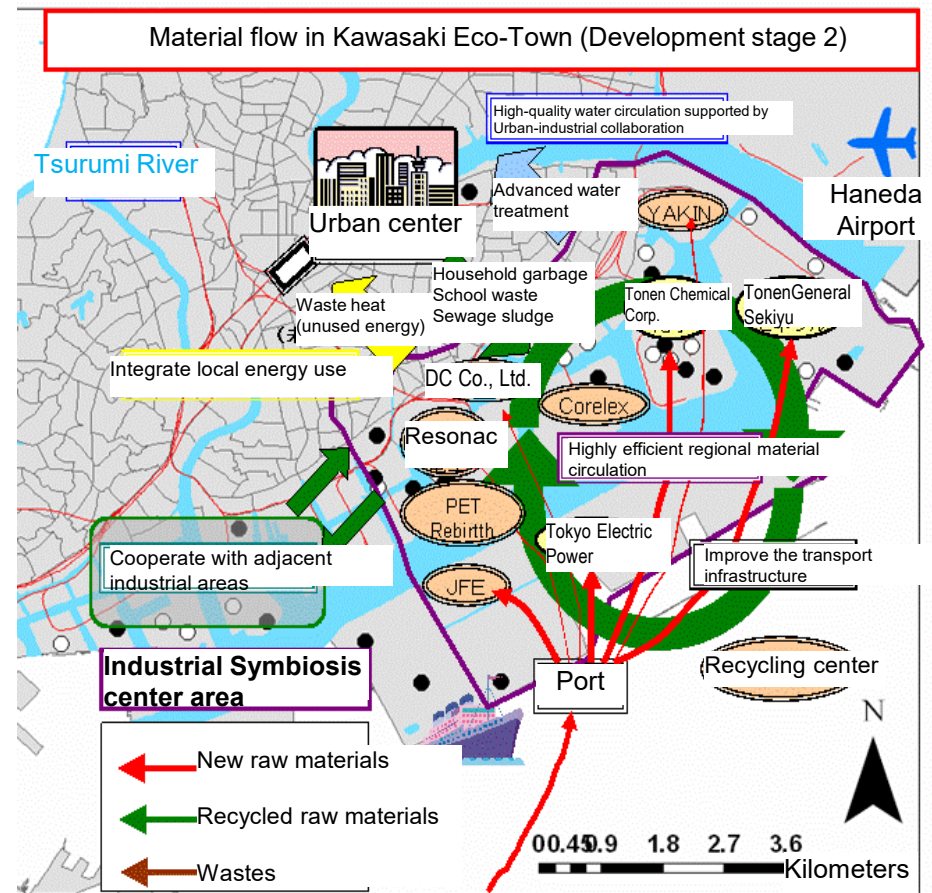 Material flow in Kawasaki Eco-Town (Development stage 2)
High-quality water circulation supported by
Urban-industrial collaboration
Tsurumi River
Urban center
Advanced water
treatment
YAKIN
Haneda
Airport
Household garbage
School waste
Sewage sludge
Waste heat
(unused energy)
Tonen Chemical
Corp.
TonenGeneral
Sekiyu
Integrate local energy use
DC Co., Ltd.
Corelex
Resonac
Highly efficient regional material
circulation
PET
Rebirtth
Tokyo Electric
Power
Cooperate with adjacent
industrial areas
Improve the transport
infrastructure
JFE
Industrial Symbiosis
center area
Port
Recycling center
N
New raw materials
Recycled raw materials
Wastes
0 0.45 0.9 1.8 2.7 3.6
Kilometers